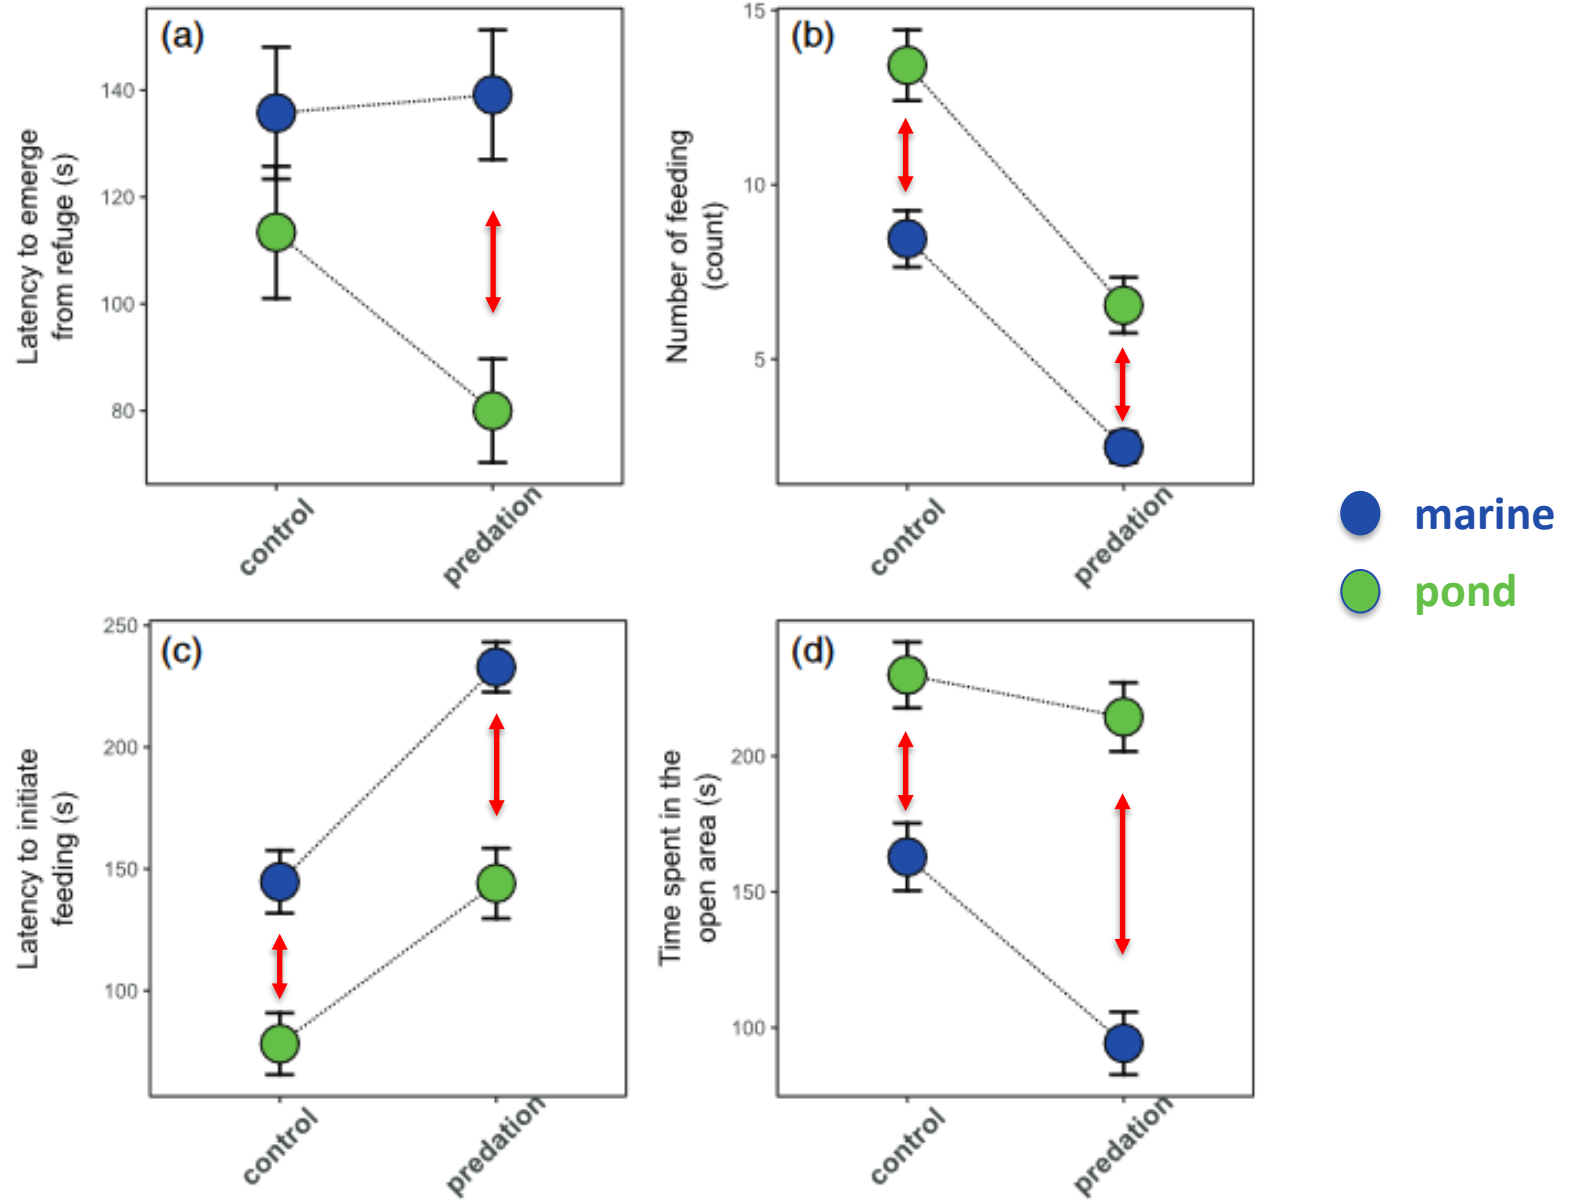 (a)
Latency to emerge
from refuge (s)
140
120
100
80
control
predation
(b)
Number of feeding
(count)
15
10
5
control
predation
marine
pond
(c)
Latency to initiate
feeding (s)
250
200
150
100
control
predation
(d)
Time spent in the
open area (s)
200
150
100
control
predation